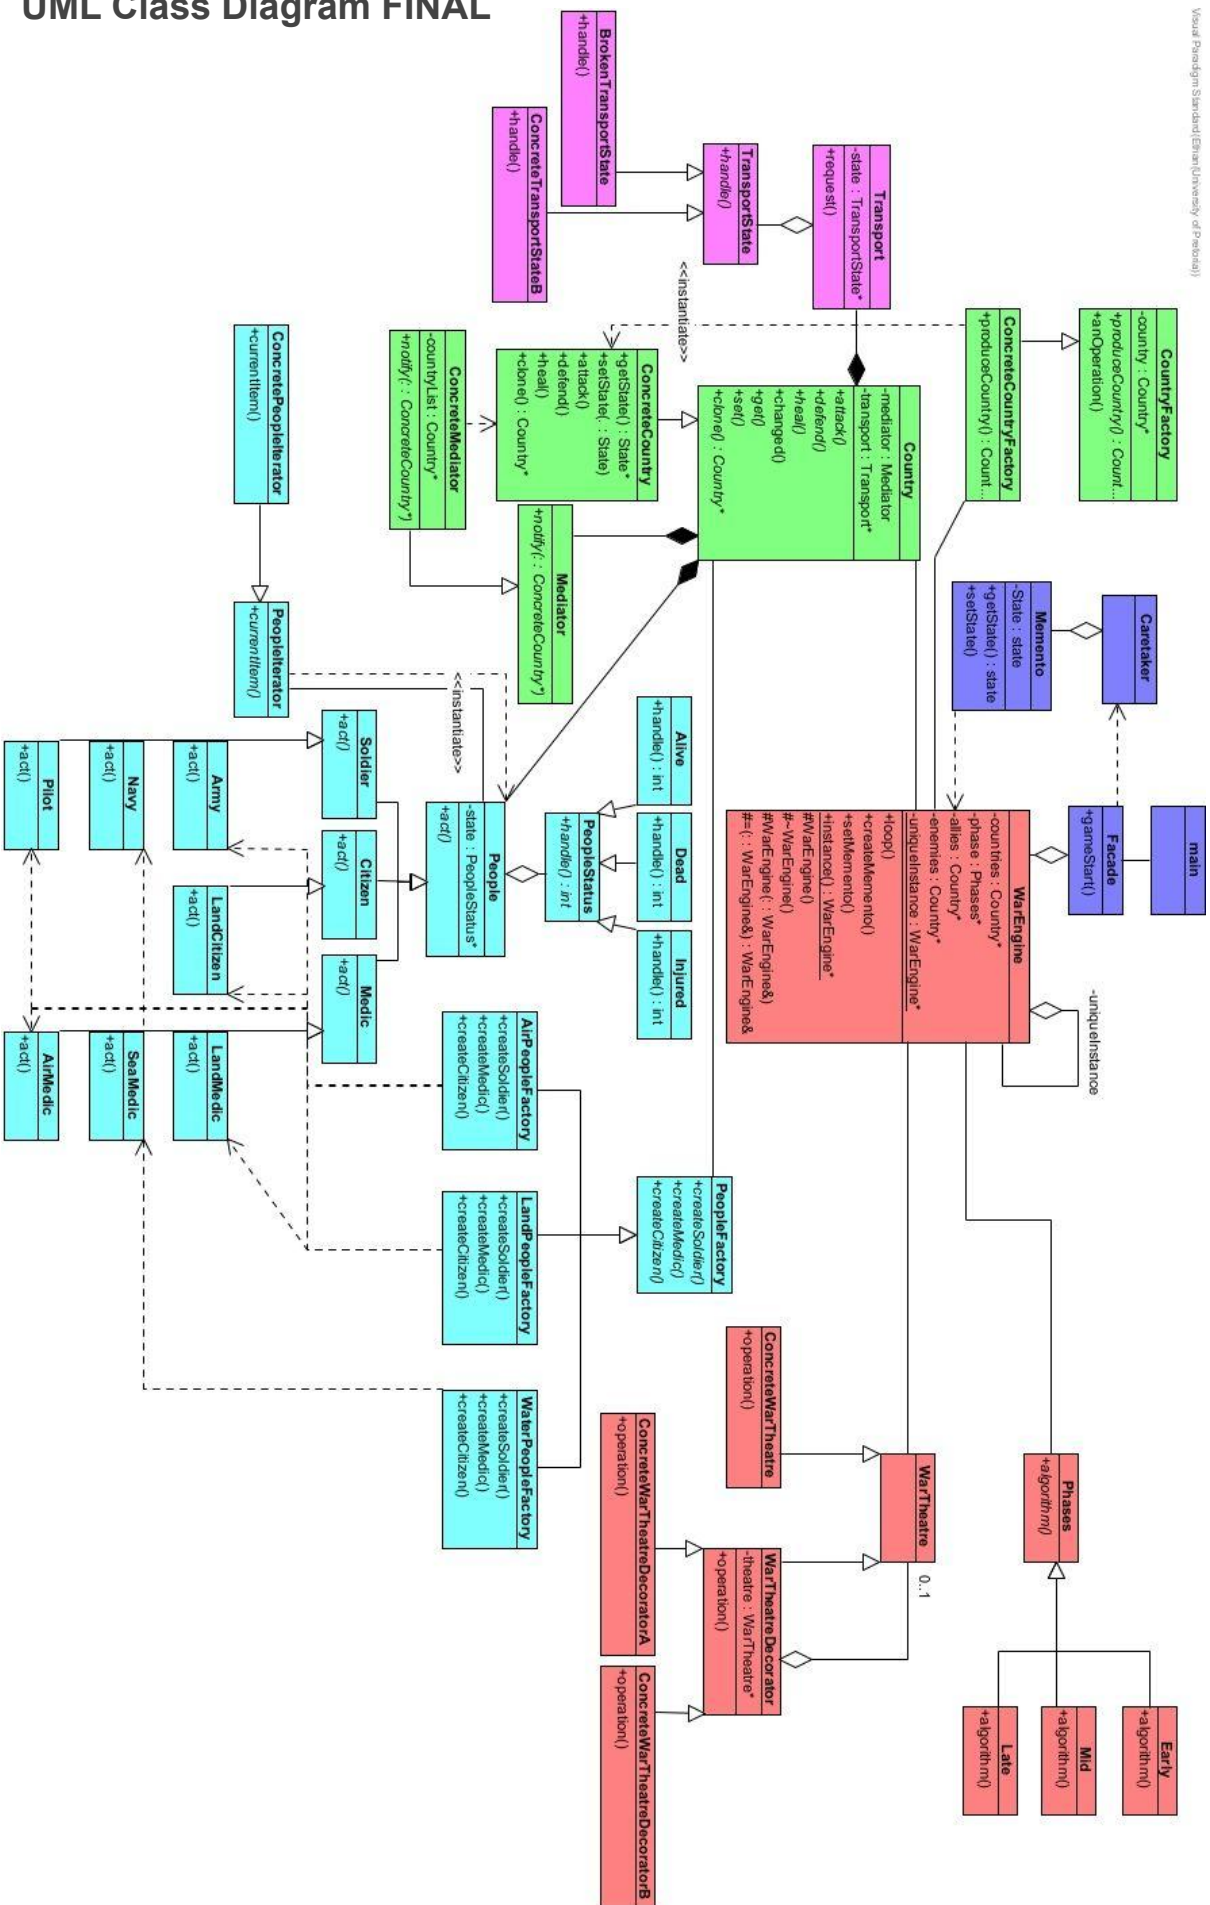 UML Class Diagram FINAL
Visual Paradigm Standard(Ethan(University of Pretoria))
BrokenTransportState
+handle()
ConcreteTransportStateB
+handle()
TransportState
+handle()
Transport
-state : TransportState*
+request()
<<instantiate>>
CountryFactory
-country : Country*
+produceCountry() : Count...
+anOperation()
ConcreteCountryFactory
+produceCountry() : Count...
Country
-mediator : Mediator
-transport : Transport*
+attack()
+defend()
+heal()
+changed()
+get()
+set()
+clone() : Country*
ConcreteCountry
+getState() : State*
+setState( : State)
+attack()
+defend()
+heal()
+clone() : Country*
ConcreteMediator
-countryList : Country*
+notify(: : ConcreteCountry*)
Mediator
+notify(: : ConcreteCountry*)
ConcretePeopleIterator
+currentItem()
PeopleIterator
+currentItem()
<<instantiate>>
Caretaker
Memento
-State : state
+getState() : state
+setState()
main
Facade
+gameStart()
WarEngine
-countries : Country*
-phase : Phases*
-allies : Country*
-enemies : Country*
-uniqueInstance : WarEngine*
+loop()
+createMemento()
+setMemento()
+instance() : WarEngine*
#WarEngine()
#~WarEngine()
#WarEngine(: : WarEngine&)
#=(: : WarEngine&) : WarEngine&
-uniqueInstance
Alive
+handle() : int
Dead
+handle() : int
Injured
+handle() : int
PeopleStatus
+handle() : int
People
-state : PeopleStatus*
+act()
Soldier
+act()
Citizen
+act()
Medic
+act()
Army
+act()
Navy
+act()
Pilot
+act()
LandCitizen
+act()
LandMedic
+act()
SeaMedic
+act()
AirMedic
+act()
PeopleFactory
+createSoldier()
+createMedic()
+createCitizen()
AirPeopleFactory
+createSoldier()
+createMedic()
+createCitizen()
LandPeopleFactory
+createSoldier()
+createMedic()
+createCitizen()
WaterPeopleFactory
+createSoldier()
+createMedic()
+createCitizen()
Phases
+algorithm()
Early
+algorithm()
Mid
+algorithm()
Late
+algorithm()
WarTheatre
0..1
ConcreteWarTheatre
+operation()
WarTheatreDecorator
-theatre : WarTheatre*
+operation()
ConcreteWarTheatreDecoratorA
+operation()
ConcreteWarTheatreDecoratorB
+operation()